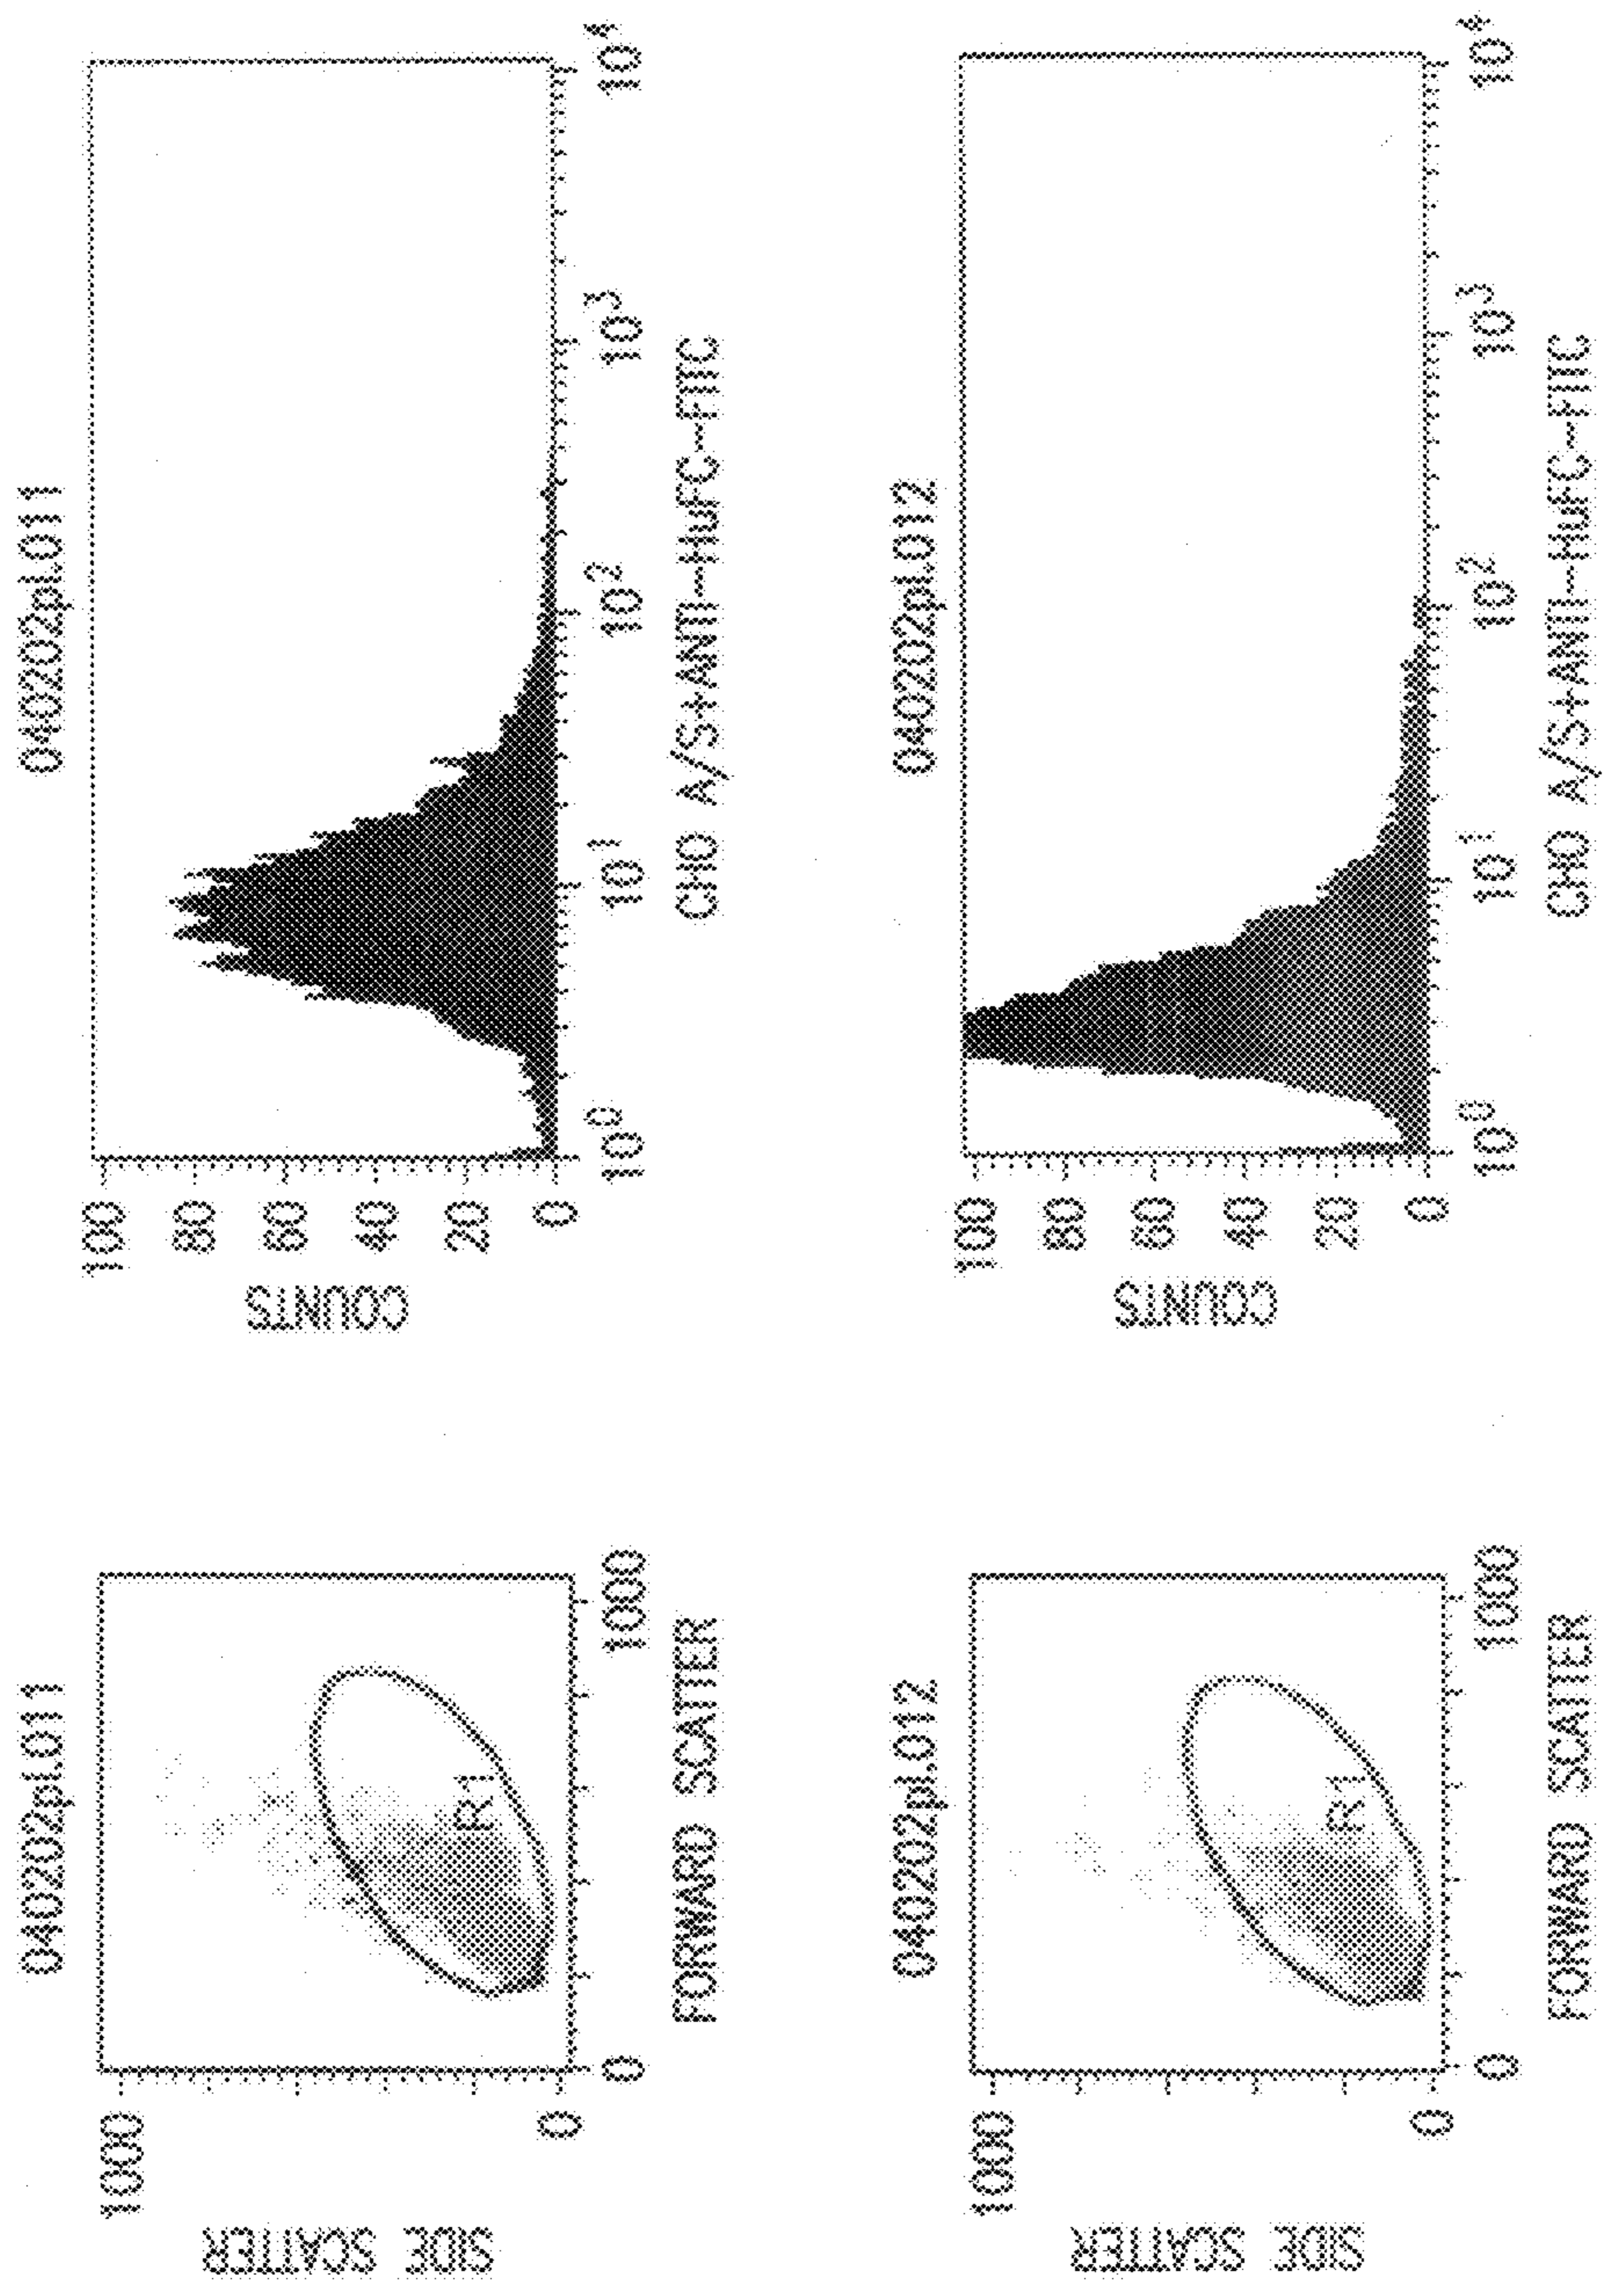 040202pl.011
SIDE SCATTER
1000
0
0
1000
R1
FORWARD SCATTER
040202pl.011
COUNTS
100
80
60
40
20
0
10^0
10^1
10^2
10^3
10^4
CHO A/S+ANTI-HuFC-FITC
040202pl.012
SIDE SCATTER
1000
0
0
1000
R1
FORWARD SCATTER
040202pl.012
COUNTS
100
80
60
40
20
0
10^0
10^1
10^2
10^3
10^4
CHO A/S+ANTI-HuFC-FITC